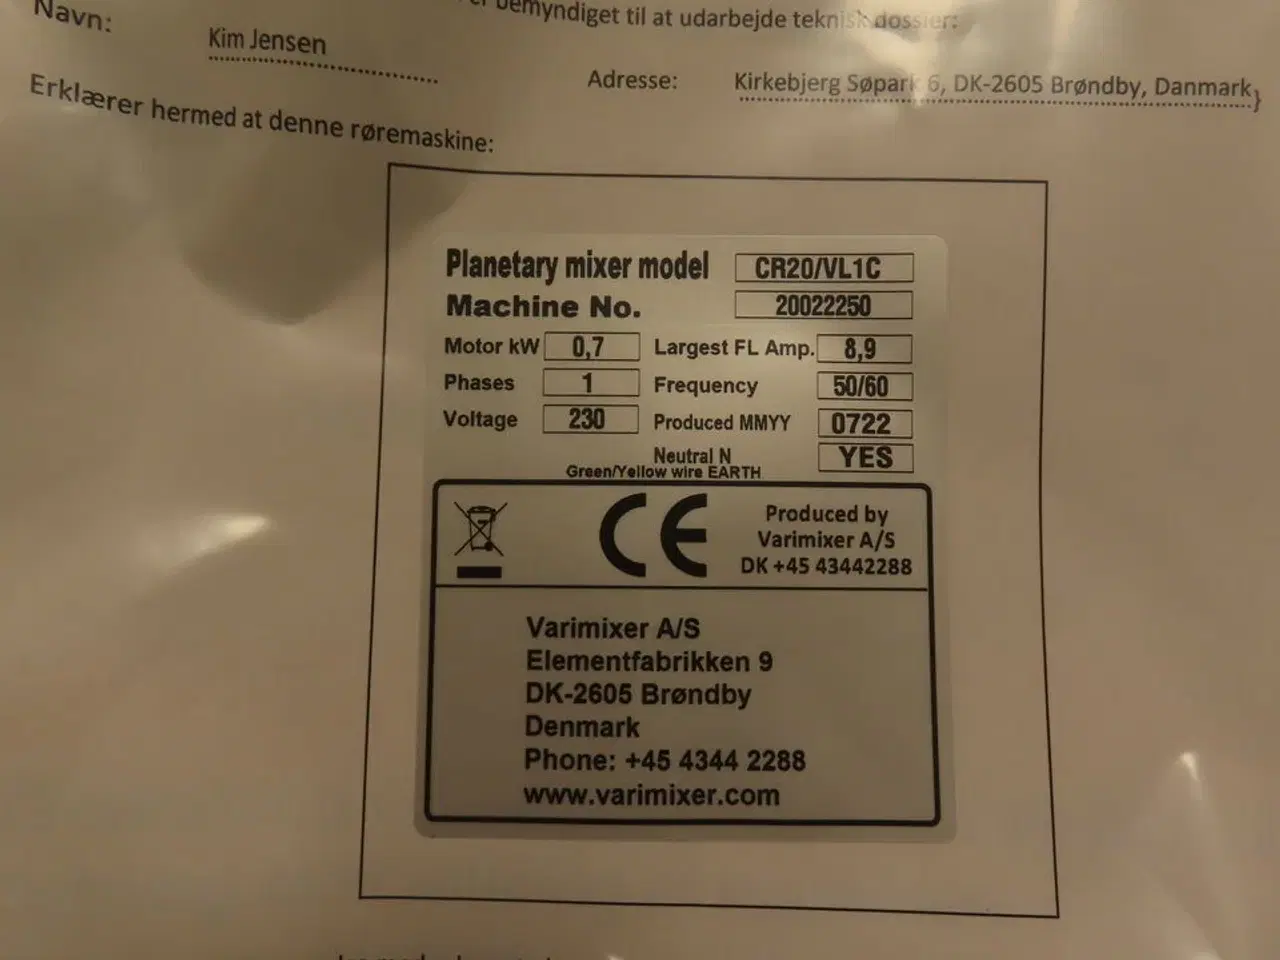 bemyndiget til at udarbejde teknisk dossier:
Navn: Kim Jensen
Adresse: Kirkebjerg Søpark 6, DK-2605 Brøndby, Danmark
Erklærer hermed at denne røremaskine:
Planetary mixer model CR20/VL1C
Machine No. 20022250
Motor kW 0,7 Largest FL Amp. 8,9
Phases 1 Frequency 50/60
Voltage 230 Produced MMYY 0722
Neutral N YES
Green/Yellow wire EARTH
CE
Produced by
Varimixer A/S
DK +45 43442288
Varimixer A/S
Elementfabrikken 9
DK-2605 Brøndby
Denmark
Phone: +45 4344 2288
www.varimixer.com